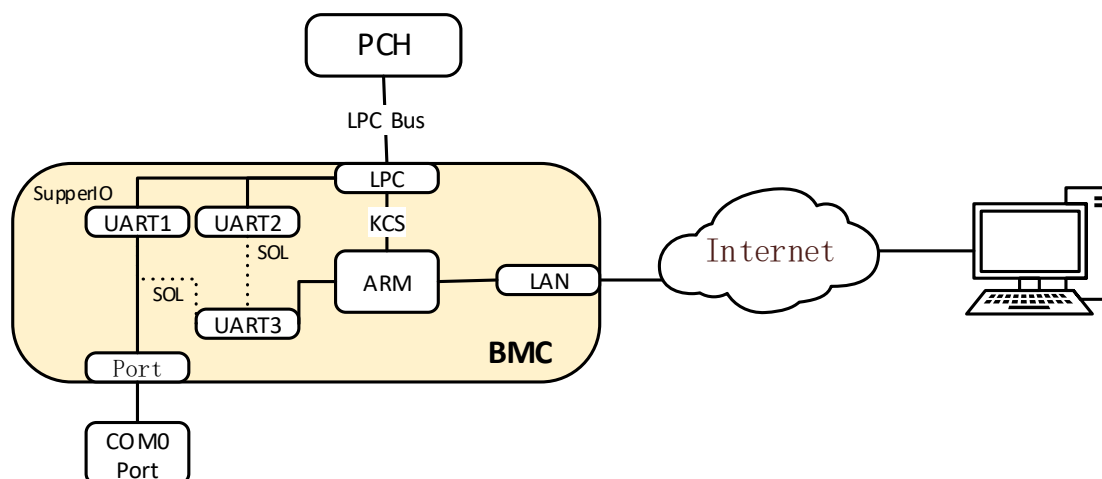 PCH
LPC Bus
LPC
SupperIO
UART1
UART2
KCS
SOL
SOL
ARM
LAN
Internet
UART3
BMC
Port
COM0
Port